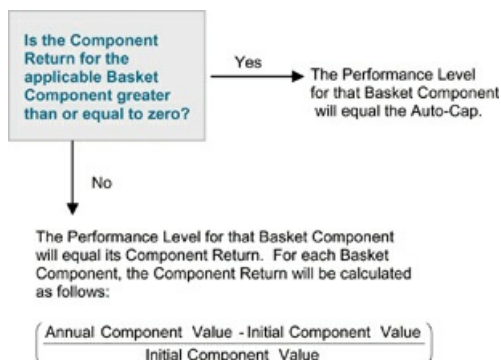 Is the Component
Return for the
applicable Basket
Component greater
than or equal to zero?
Yes
The Performance Level
for that Basket Component
will equal the Auto-Cap.
No
The Performance Level for that Basket Component
will equal its Component Return. For each Basket
Component, the Component Return will be calculated
as follows:
(Annual Component Value - Initial Component Value)
Initial Component Value